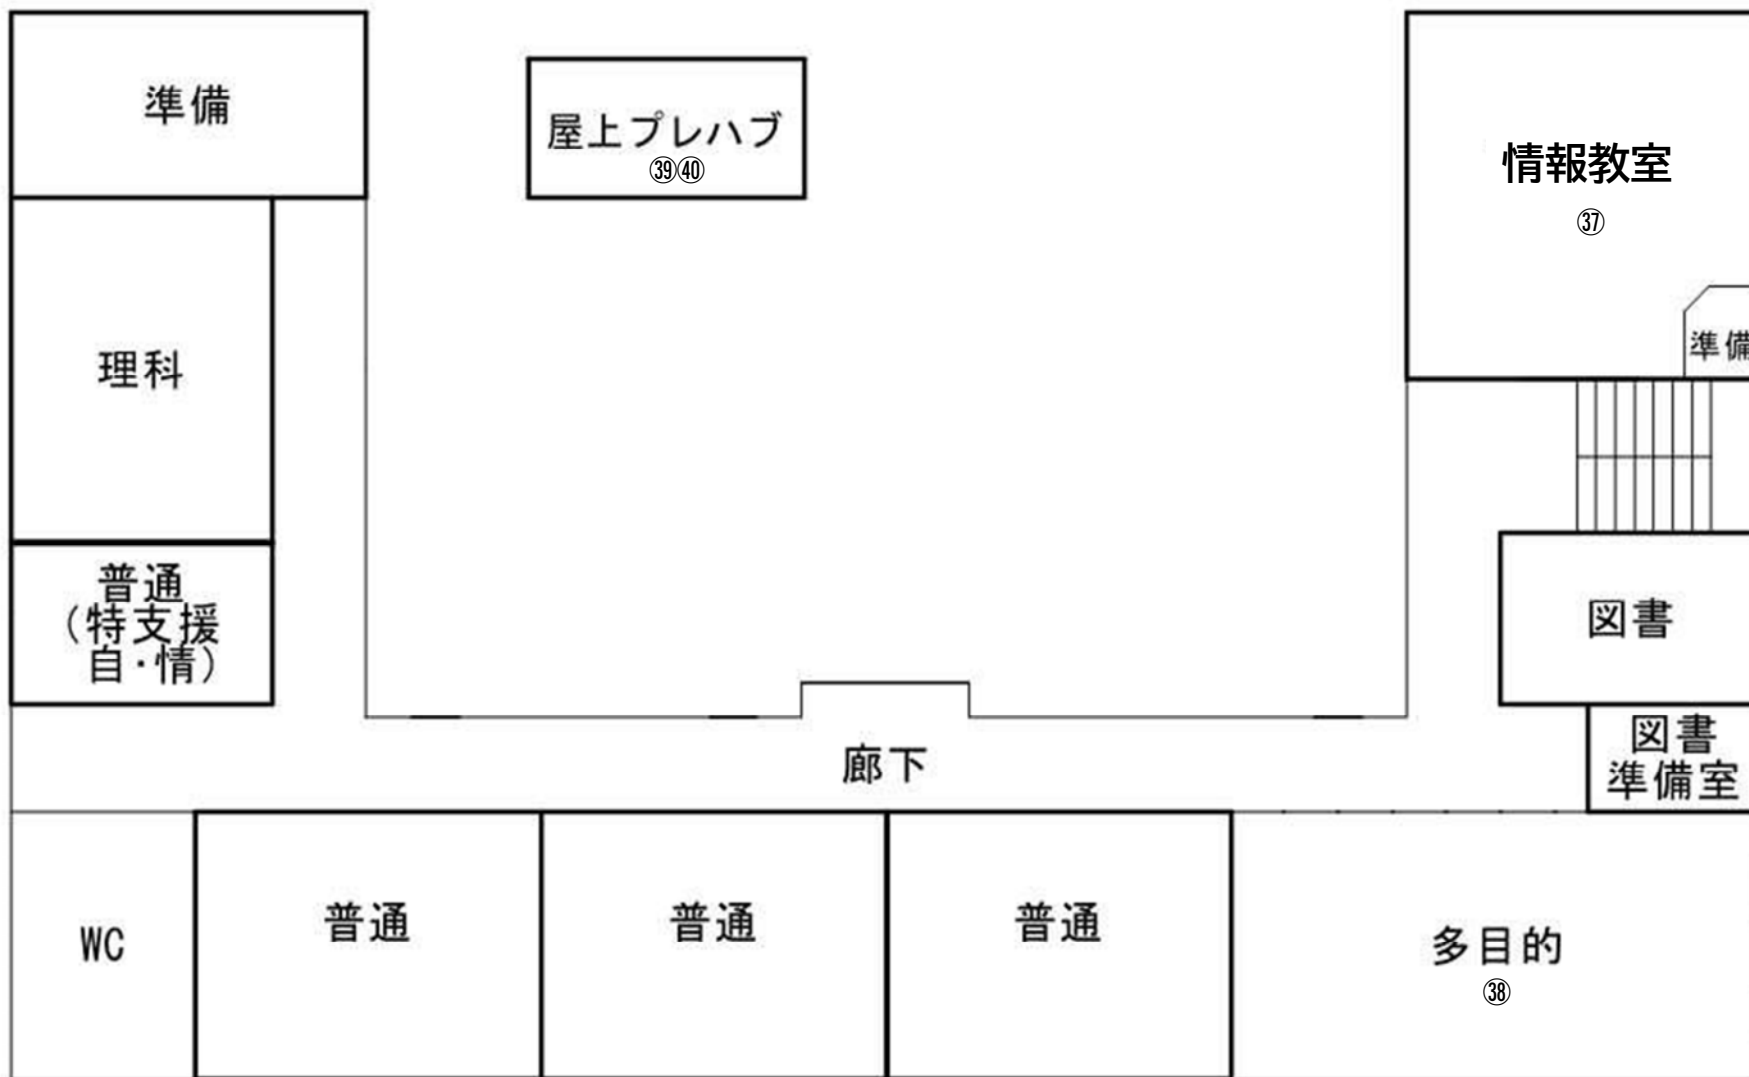 準備
屋上プレハブ
㊴㊵
情報教室
㊲
準備
理科
普通
（特支援
自・情）
図書
図書
準備室
廊下
WC
普通
普通
普通
多目的
㊳